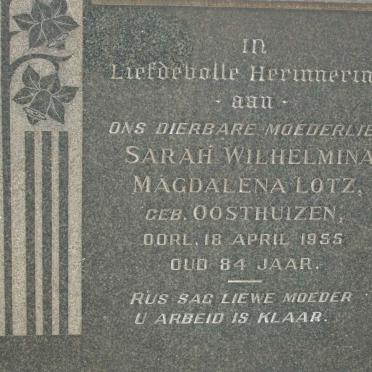 In
Liefdevolle Herinnerin
- aan -
ONS DIERBARE MOEDERLIE
SARAH WILHELMINA
MAGDALENA LOTZ,
GEB. OOSTHUIZEN,
OORL. 18 APRIL 1955
OUD 84 JAAR.
RUS SAG LIEWE MOEDER
U ARBEID IS KLAAR.